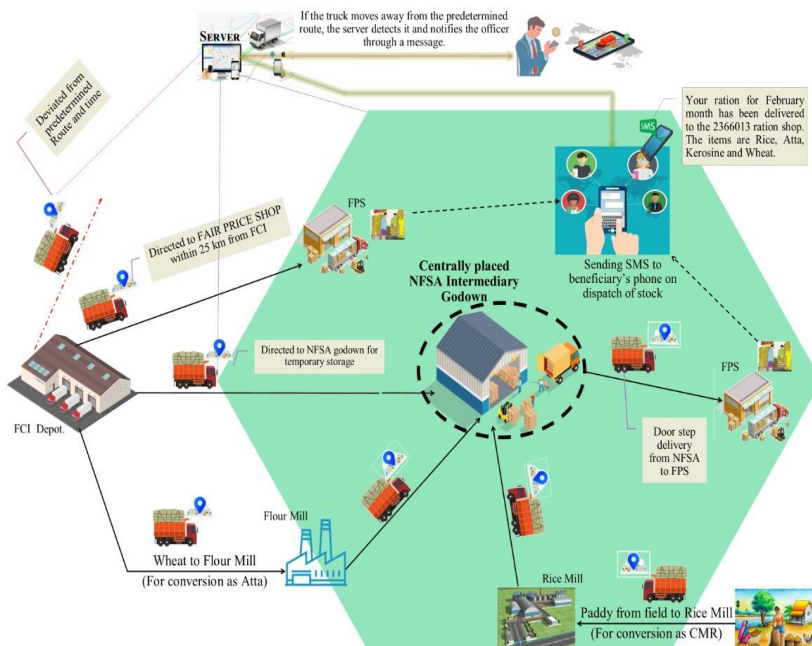 If the truck moves away from the predetermined
route, the server detects it and notifies the officer
through a message.
SERVER
Deviated from
predetermined
Route and time
SMS
Your ration for February
month has been delivered
to the 2366013 ration shop.
The items are Rice, Atta,
Kerosine and Wheat.
FPS
Directed to FAIR PRICE SHOP
within 25 km from FCI
Sending SMS to
beneficiary's phone on
dispatch of stock
Centrally placed
NFSA Intermediary
Godown
Directed to NFSA godown for
temporary storage
FPS
FCI Depot.
Door step
delivery
from NFSA
to FPS
Flour Mill
Wheat to Flour Mill
(For conversion as Atta)
Rice Mill
Paddy from field to Rice Mill
(For conversion as CMR)